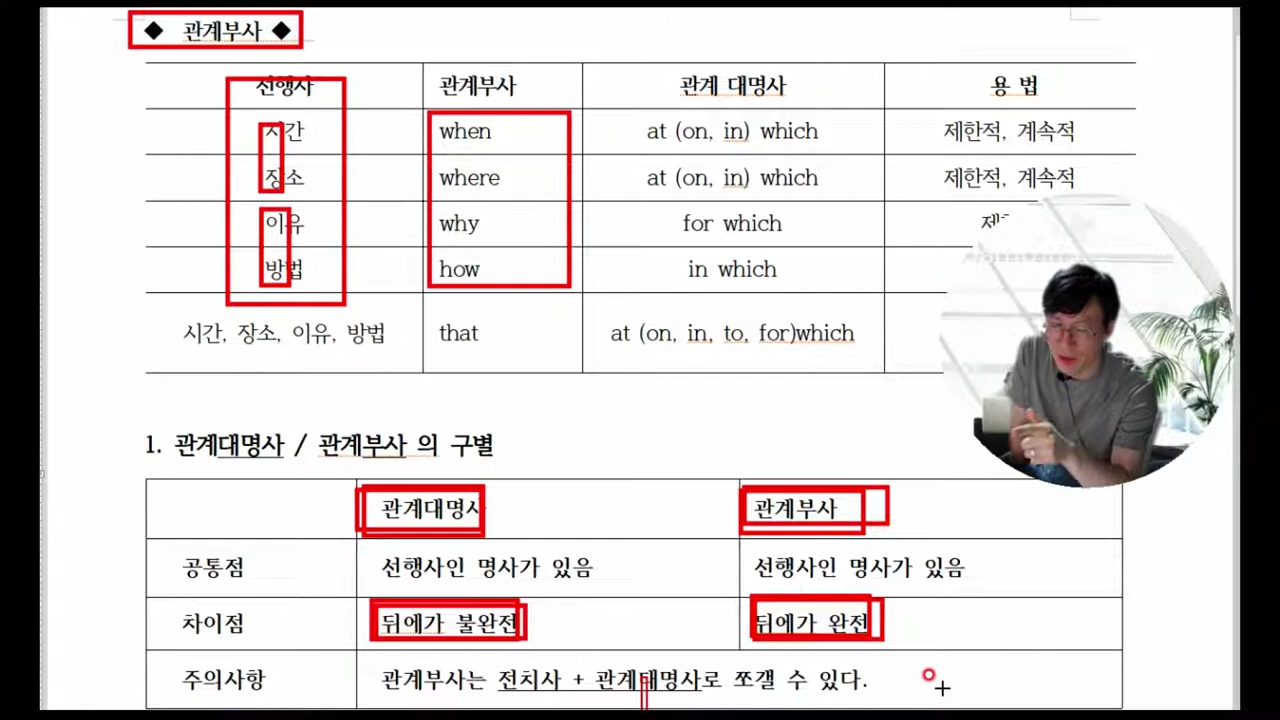 ◆ 관계부사 ◆
선행사 관계부사 관계 대명사 용 법
시간 when at (on, in) which 제한적, 계속적
장소 where at (on, in) which 제한적, 계속적
이유 why for which
방법 how in which
시간, 장소, 이유, 방법 that at (on, in, to, for)which
1. 관계대명사 / 관계부사 의 구별
관계대명사 관계부사
공통점 선행사인 명사가 있음 선행사인 명사가 있음
차이점 뒤에가 불완전 뒤에가 완전
주의사항 관계부사는 전치사 + 관계대명사로 쪼갤 수 있다.